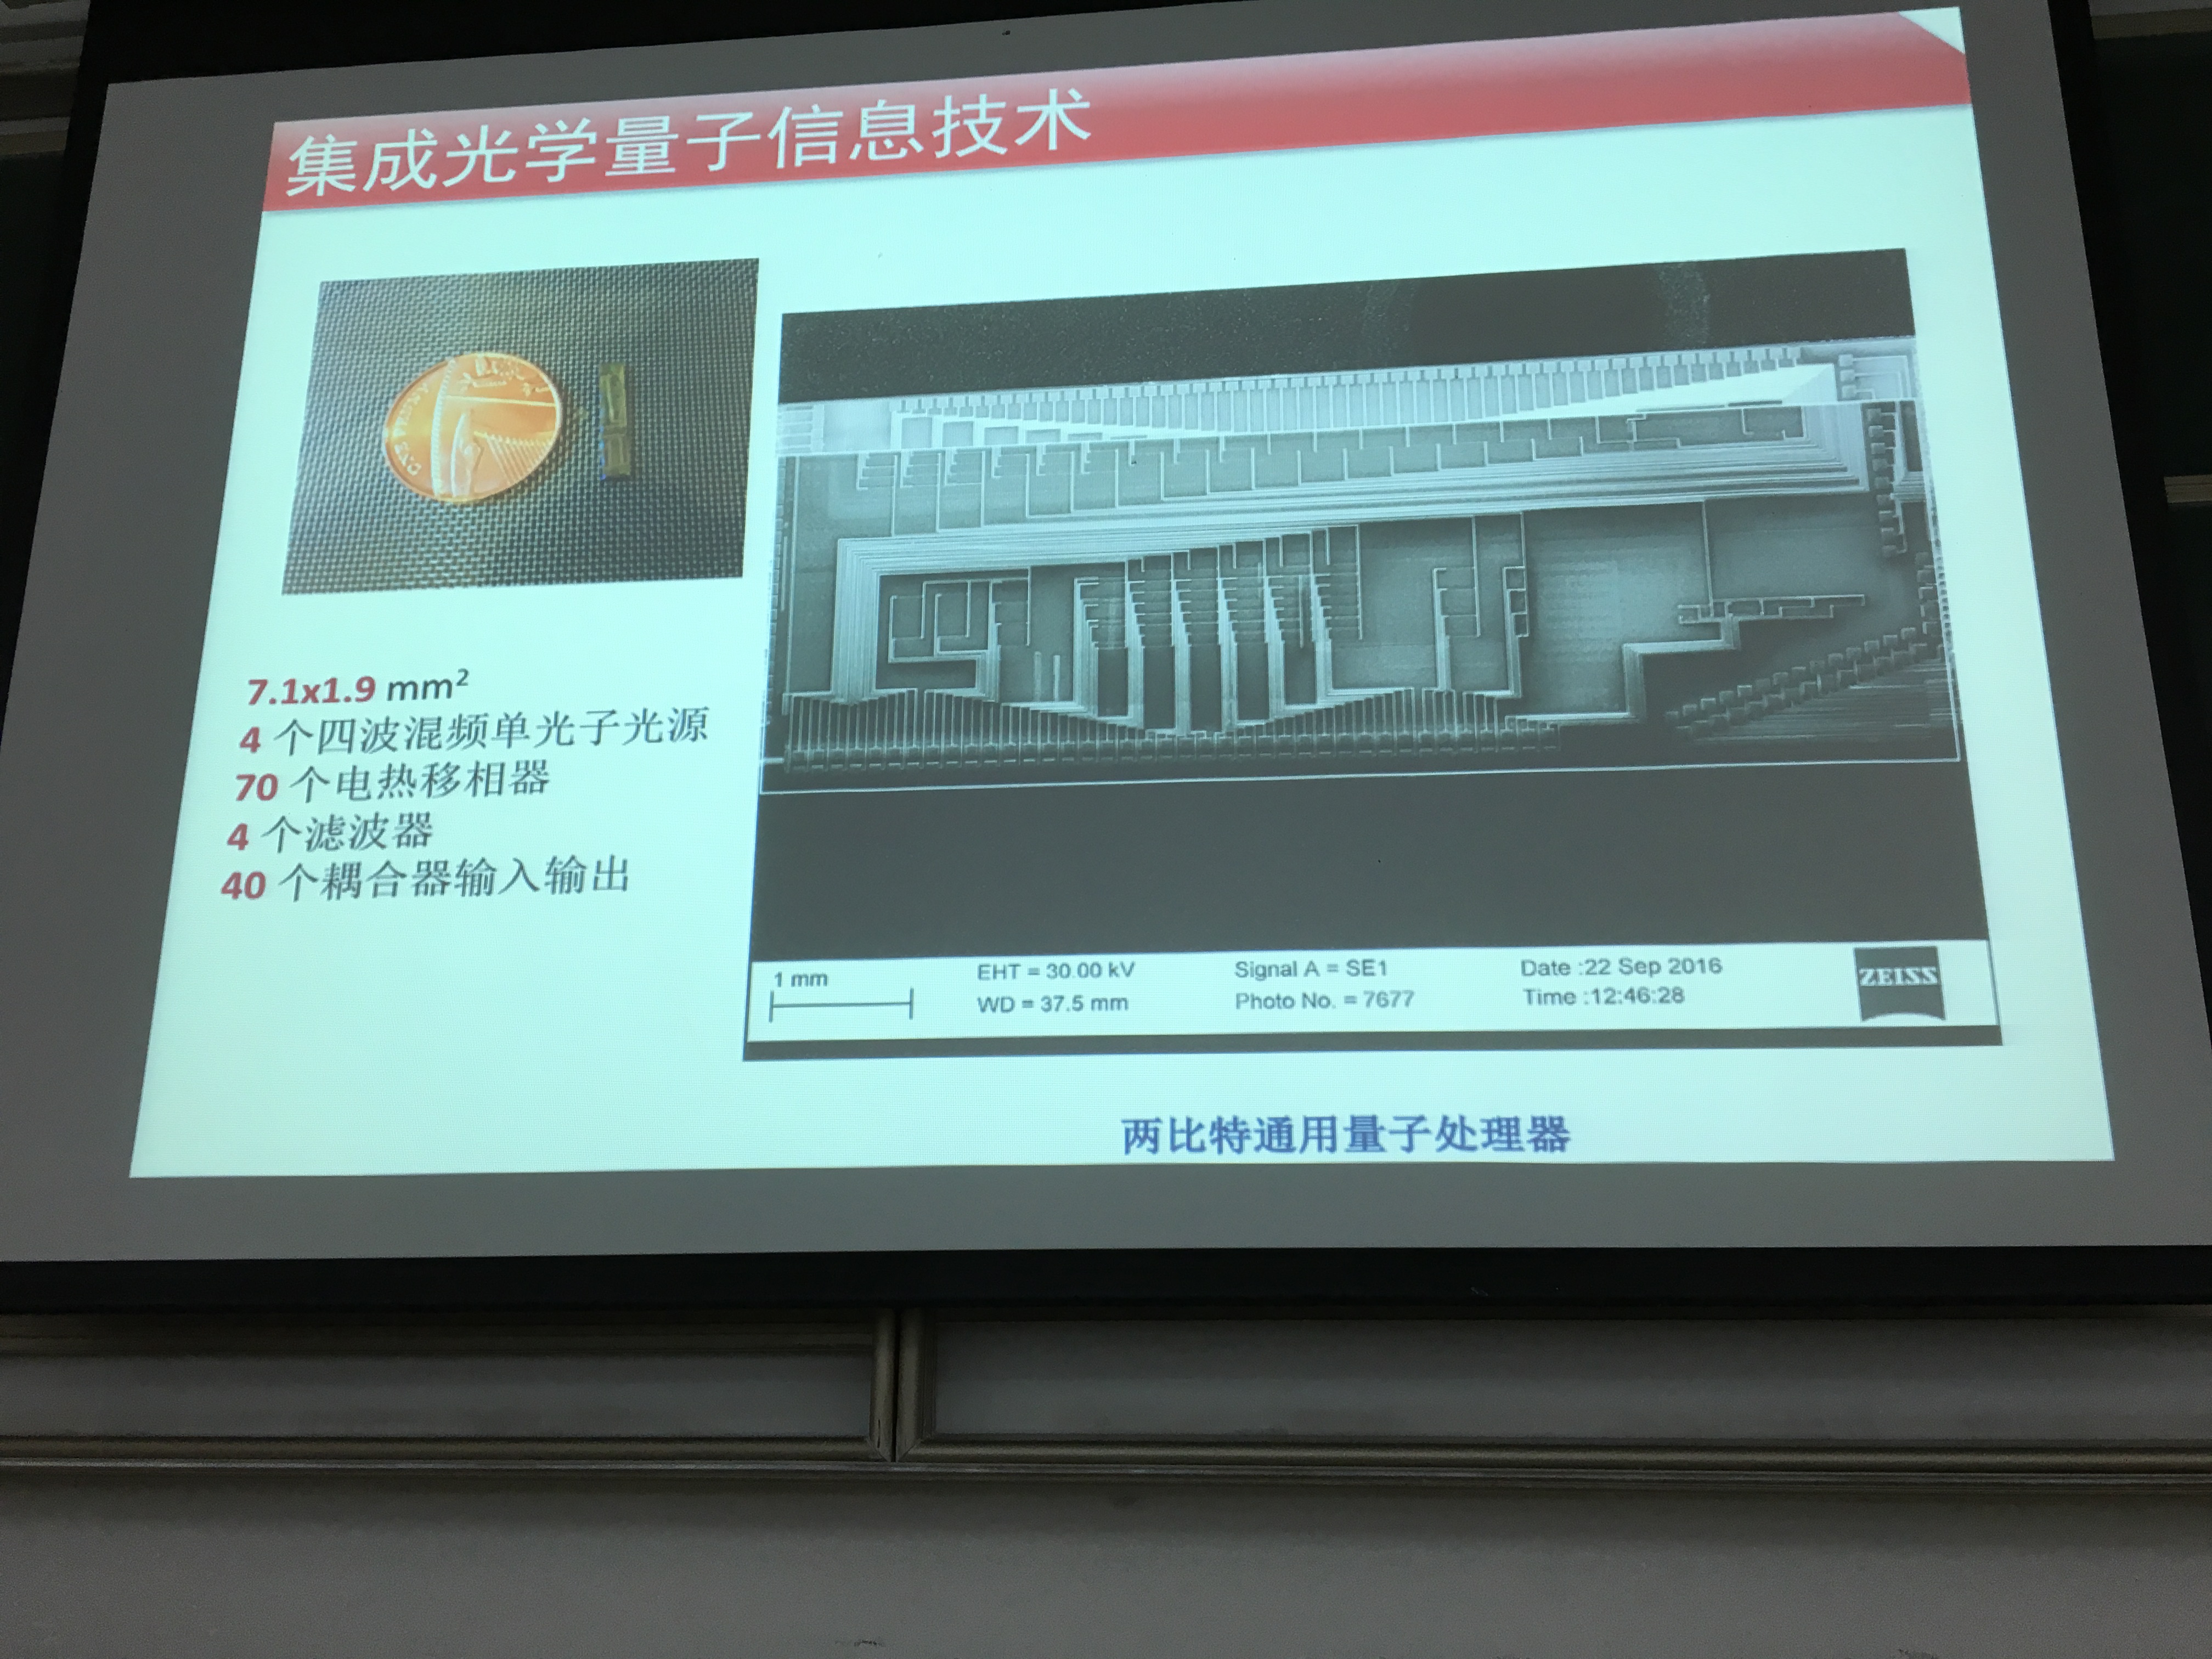 集成光学量子信息技术
ONE PENNY
7.1x1.9 mm²
4 个四波混频单光子光源
70 个电热移相器
4 个滤波器
40 个耦合器输入输出
1 mm
EHT = 30.00 kV
WD = 37.5 mm
Signal A = SE1
Photo No. = 7677
Date :22 Sep 2016
Time :12:46:28
ZEISS
两比特通用量子处理器